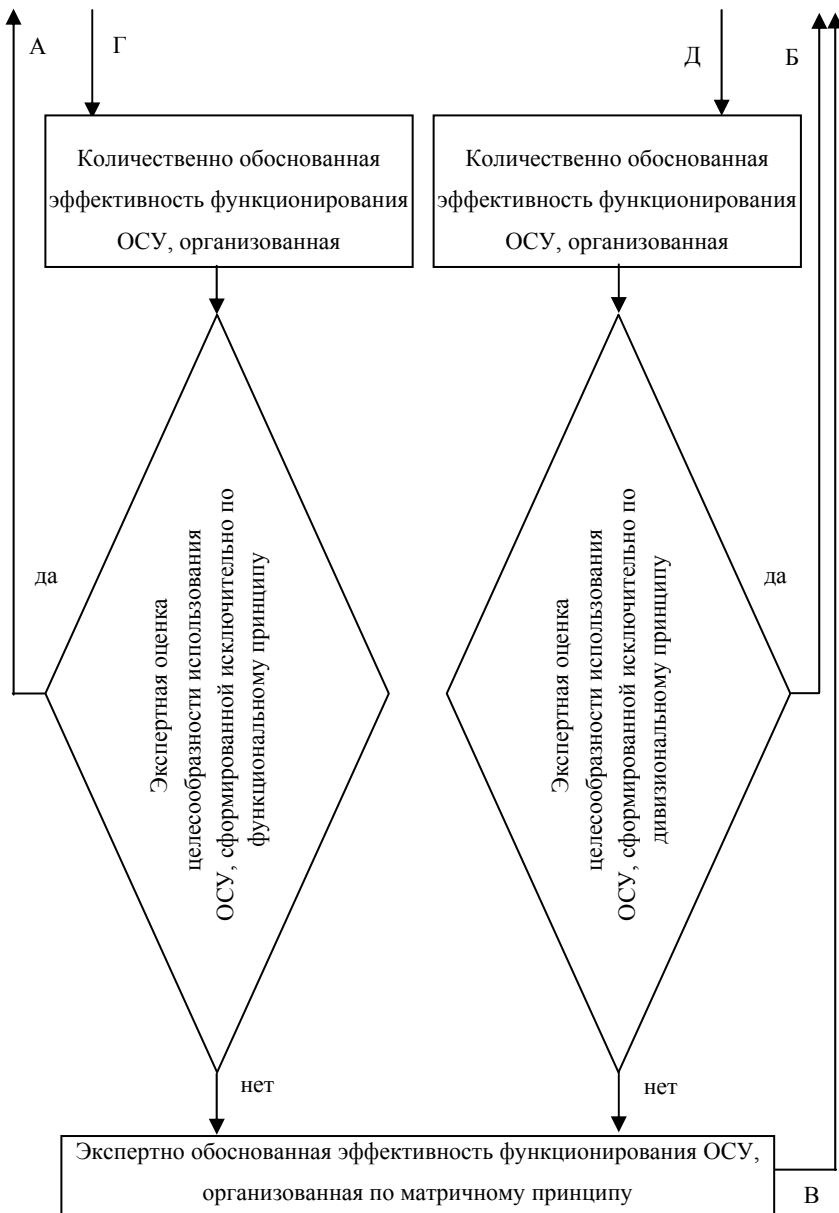 А
Г
Д
Б
Количественно обоснованная
эффективность функционирования
ОСУ, организованная
Количественно обоснованная
эффективность функционирования
ОСУ, организованная
да
Экспертная оценка
целесообразности использования
ОСУ, сформированной исключительно по
функциональному принципу
Экспертная оценка
целесообразности использования
ОСУ, сформированной исключительно по
дивизиональному принципу
да
нет
нет
Экспертно обоснованная эффективность функционирования ОСУ,
организованная по матричному принципу
В